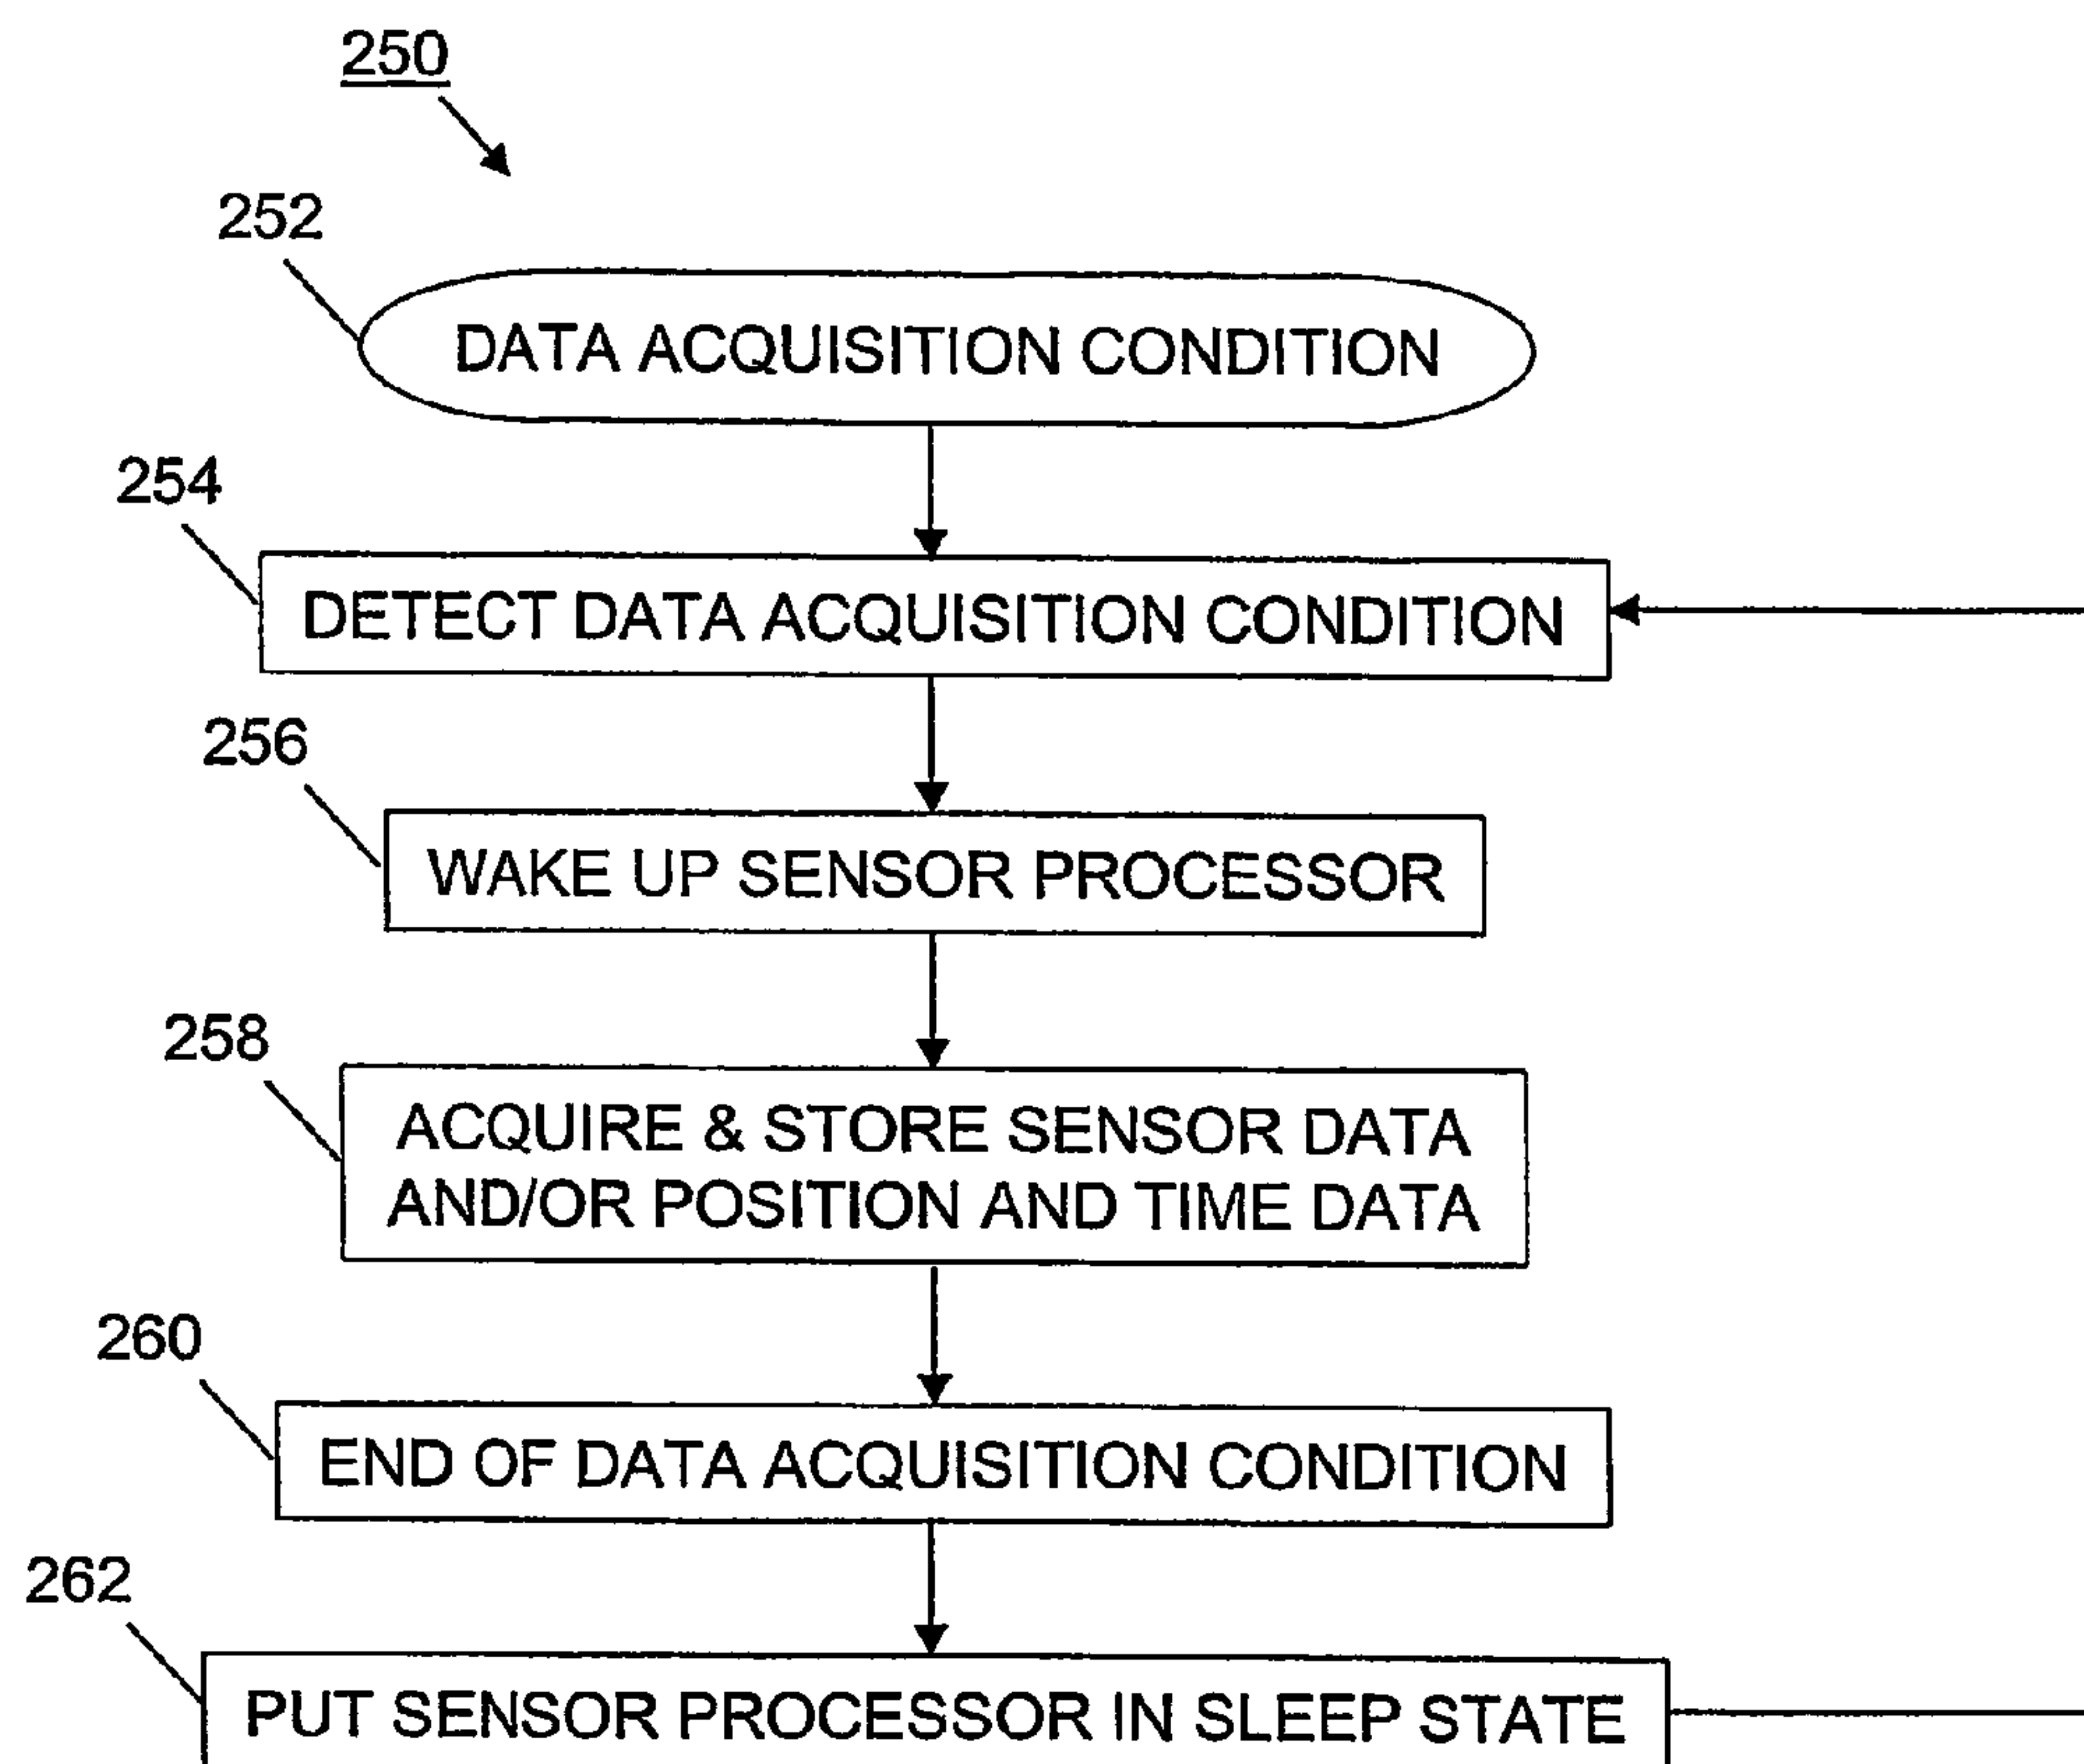 250
252
DATA ACQUISITION CONDITION
254
DETECT DATA ACQUISITION CONDITION
256
WAKE UP SENSOR PROCESSOR
258
ACQUIRE & STORE SENSOR DATA
AND/OR POSITION AND TIME DATA
260
END OF DATA ACQUISITION CONDITION
262
PUT SENSOR PROCESSOR IN SLEEP STATE